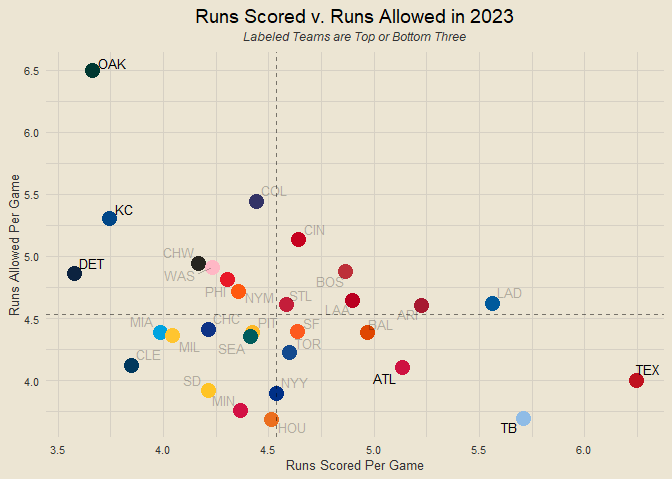 Runs Scored v. Runs Allowed in 2023
Labeled Teams are Top or Bottom Three
6.5
OAK
6.0
5.5
COL
KC
CIN
5.0
CHW
DET
WAS
BOS
PHI
NYM
STL
LAD
LAA
ARI
4.5
MIA
CHC
PIT
SF
BAL
MIL
SEA
TOR
CLE
4.0
SD
NYY
ATL
TEX
MIN
HOU
TB
3.5 4.0 4.5 5.0 5.5 6.0
Runs Scored Per Game
Runs Allowed Per Game